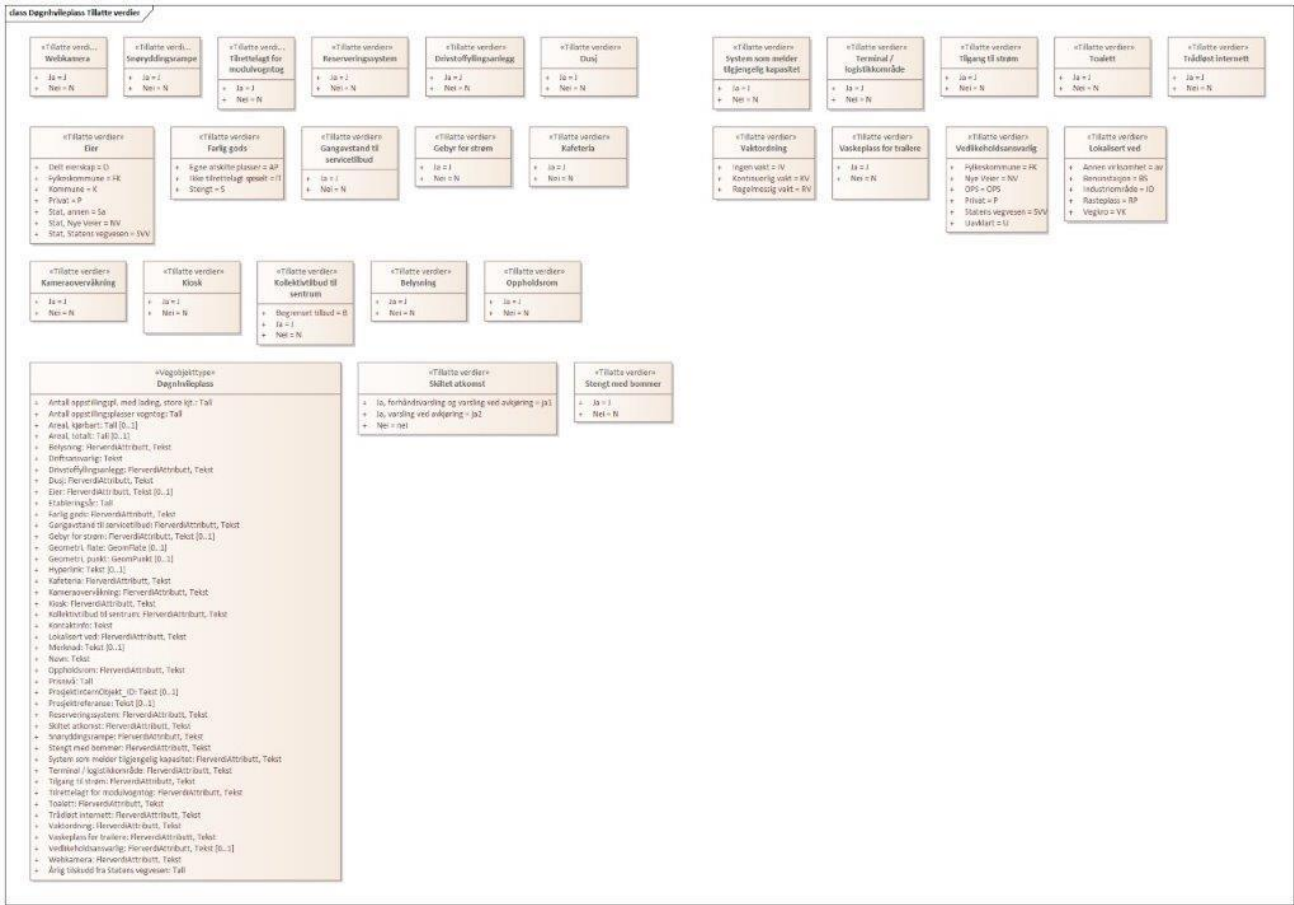 class Døgnhvileplass Tillatte verdier
«Tillatte verdi...
Webkamera
+ Ja = J
+ Nei = N
«Tillatte verdi...
Snøryddingsrampe
+ Ja = J
+ Nei = N
«Tillatte verdi...
Tilrettelagt for
modulvogntog
+ Ja = J
+ Nei = N
«Tillatte verdier»
Reserveringssystem
+ Ja = J
+ Nei = N
«Tillatte verdier»
Drivstoffyllingsanlegg
+ Ja = J
+ Nei = N
«Tillatte verdier»
Dusj
+ Ja = J
+ Nei = N
«Tillatte verdier»
System som melder
tilgjengelig kapasitet
+ Ja = J
+ Nei = N
«Tillatte verdier»
Terminal /
logistikkområde
+ Ja = J
+ Nei = N
«Tillatte verdier»
Tilgang til strøm
+ Ja = J
+ Nei = N
«Tillatte verdier»
Toalett
+ Ja = J
+ Nei = N
«Tillatte verdier»
Trådløst internett
+ Ja = J
+ Nei = N
«Tillatte verdier»
Eier
+ Delt eierskap = D
+ Fylkeskommune = FK
+ Kommune = K
+ Privat = P
+ Stat, annen = Sa
+ Stat, Nye Veier = NV
+ Stat, Statens vegvesen = SVV
«Tillatte verdier»
Farlig gods
+ Egne atskilte plasser = AP
+ Ikke tilrettelagt spesielt = IT
+ Stengt = S
«Tillatte verdier»
Gangavstand til
servicetilbud
+ Ja = J
+ Nei = N
«Tillatte verdier»
Gebyr for strøm
+ Ja = J
+ Nei = N
«Tillatte verdier»
Kafeteria
+ Ja = J
+ Nei = N
«Tillatte verdier»
Vaktordning
+ Ingen vakt = IV
+ Kontinuerlig vakt = KV
+ Regelmessig vakt = RV
«Tillatte verdier»
Vaskeplass for trailere
+ Ja = J
+ Nei = N
«Tillatte verdier»
Vedlikeholdsansvarlig
+ Fylkeskommune = FK
+ Nye Veier = NV
+ OPS = OPS
+ Privat = P
+ Statens vegvesen = SVV
+ Uavklart = U
«Tillatte verdier»
Lokalisert ved
+ Annen virksomhet = av
+ Bensinstasjon = BS
+ Industriområde = IO
+ Rasteplass = RP
+ Vegkro = VK
«Tillatte verdier»
Kameraovervåkning
+ Ja = J
+ Nei = N
«Tillatte verdier»
Kiosk
+ Ja = J
+ Nei = N
«Tillatte verdier»
Kollektivtilbud til
sentrum
+ Begrenset tilbud = B
+ Ja = J
+ Nei = N
«Tillatte verdier»
Belysning
+ Ja = J
+ Nei = N
«Tillatte verdier»
Oppholdsrom
+ Ja = J
+ Nei = N
«Vegobjekttype»
Døgnhvileplass
+ Antall oppstillingspl. med lading, store kjt.: Tall
+ Antall oppstillingsplasser vogntog: Tall
+ Areal, kjørbart: Tall [0..1]
+ Areal, totalt: Tall [0..1]
+ Belysning: FlerverdiAttributt, Tekst
+ Driftsansvarlig: Tekst
+ Drivstoffyllingsanlegg: FlerverdiAttributt, Tekst
+ Dusj: FlerverdiAttributt, Tekst
+ Eier: FlerverdiAttributt, Tekst [0..1]
+ Etableringsår: Tall
+ Farlig gods: FlerverdiAttributt, Tekst
+ Gangavstand til servicetilbud: FlerverdiAttributt, Tekst
+ Gebyr for strøm: FlerverdiAttributt, Tekst [0..1]
+ Geometri, flate: GeomFlate [0..1]
+ Geometri, punkt: GeomPunkt [0..1]
+ Hyperlink: Tekst [0..1]
+ Kafeteria: FlerverdiAttributt, Tekst
+ Kameraovervåkning: FlerverdiAttributt, Tekst
+ Kiosk: FlerverdiAttributt, Tekst
+ Kollektivtilbud til sentrum: FlerverdiAttributt, Tekst
+ Kontaktinfo: Tekst
+ Lokalisert ved: FlerverdiAttributt, Tekst
+ Merknad: Tekst [0..1]
+ Navn: Tekst
+ Oppholdsrom: FlerverdiAttributt, Tekst
+ Prisnivå: Tall
+ ProsjektInternObjekt_ID: Tekst [0..1]
+ Prosjektreferanse: Tekst [0..1]
+ Reserveringssystem: FlerverdiAttributt, Tekst
+ Skiltet atkomst: FlerverdiAttributt, Tekst
+ Snøryddingsrampe: FlerverdiAttributt, Tekst
+ Stengt med bommer: FlerverdiAttributt, Tekst
+ System som melder tilgjengelig kapasitet: FlerverdiAttributt, Tekst
+ Terminal / logistikkområde: FlerverdiAttributt, Tekst
+ Tilgang til strøm: FlerverdiAttributt, Tekst
+ Tilrettelagt for modulvogntog: FlerverdiAttributt, Tekst
+ Toalett: FlerverdiAttributt, Tekst
+ Trådløst internett: FlerverdiAttributt, Tekst
+ Vaktordning: FlerverdiAttributt, Tekst
+ Vaskeplass for trailere: FlerverdiAttributt, Tekst
+ Vedlikeholdsansvarlig: FlerverdiAttributt, Tekst [0..1]
+ Webkamera: FlerverdiAttributt, Tekst
+ Årlig tilskudd fra Statens vegvesen: Tall
«Tillatte verdier»
Skiltet atkomst
+ Ja, forhåndsvarsling og varsling ved avkjøring = ja1
+ Ja, varsling ved avkjøring = ja2
+ Nei = nei
«Tillatte verdier»
Stengt med bommer
+ Ja = J
+ Nei = N